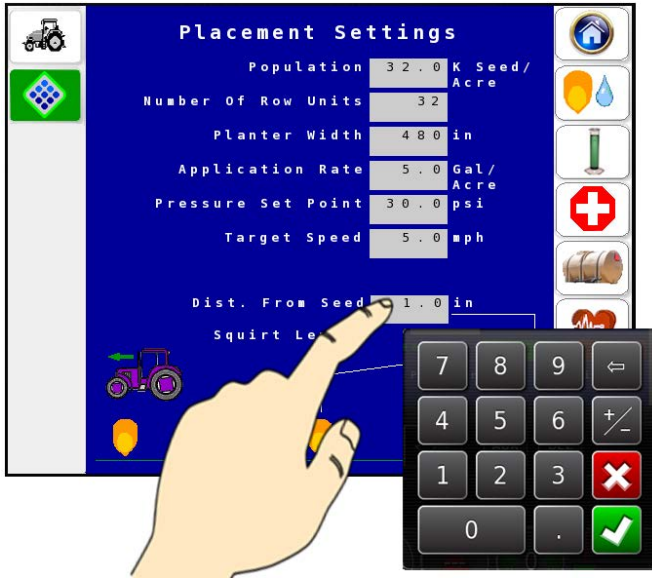 Placement Settings
Population 32.0 K Seed/
Acre
Number Of Row Units 32
Planter Width 480 in
Application Rate 5.0 Gal/
Acre
Pressure Set Point 30.0 psi
Target Speed 5.0 mph
Dist. From Seed 1.0 in
Squirt
7 8 9 ⇦
4 5 6 +/−
1 2 3
0 .